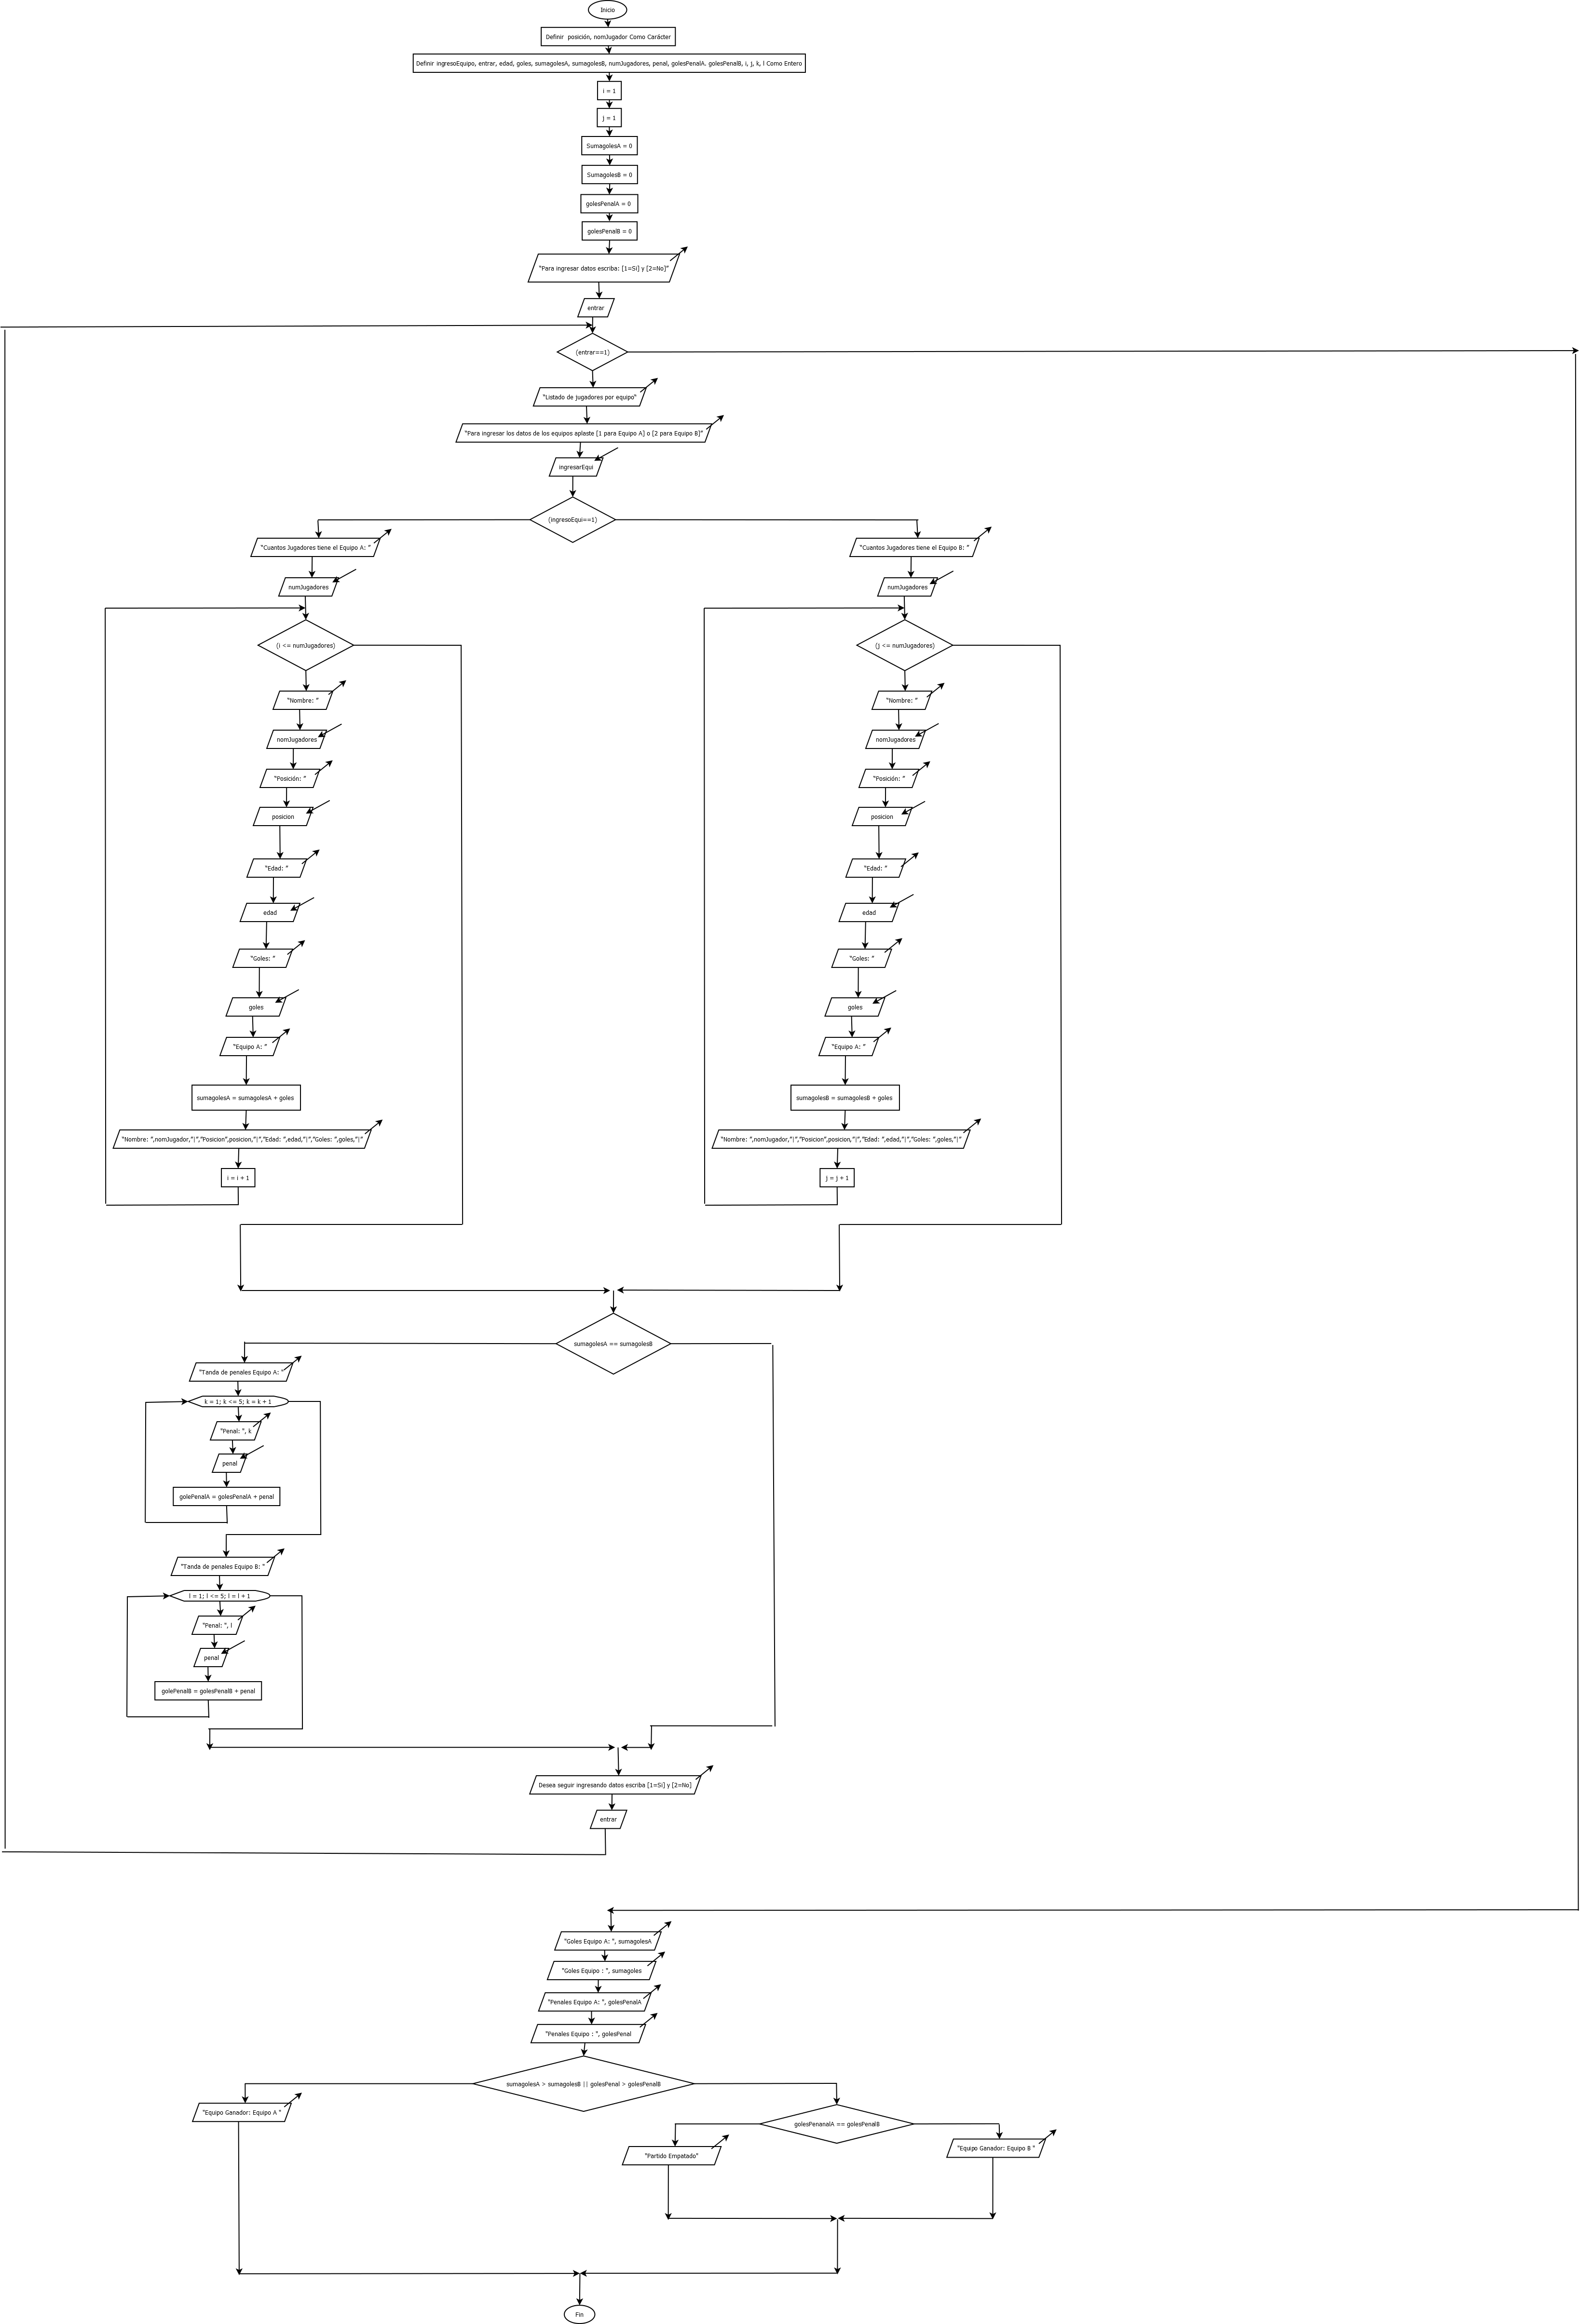 Inicio
Definir  posición, nomJugador Como Carácter
Definir ingresoEquipo, entrar, edad, goles, sumagolesA, sumagolesB, numJugadores, penal, golesPenalA. golesPenalB, i, j, k, l Como Entero
i = 1
j = 1
SumagolesA = 0
SumagolesB = 0
golesPenalA = 0
golesPenalB = 0
"Para ingresar datos escriba: [1=Si] y [2=No]"
entrar
(entrar==1)
"Listado de jugadores por equipo"
"Para ingresar los datos de los equipos aplaste [1 para Equipo A] o [2 para Equipo B]"
ingresarEqui
(ingresoEqui==1)
"Cuantos Jugadores tiene el Equipo A: "
numJugadores
(i <= numJugadores)
"Nombre: "
nomJugadores
"Posición: "
posicion
"Edad: "
edad
"Goles: "
goles
"Equipo A: "
sumagolesA = sumagolesA + goles
"Nombre: ",nomJugador,"|","Posicion",posicion,"|","Edad: ",edad,"|","Goles: ",goles,"|"
i = i + 1
"Cuantos Jugadores tiene el Equipo B: "
numJugadores
(j <= numJugadores)
"Nombre: "
nomJugadores
"Posición: "
posicion
"Edad: "
edad
"Goles: "
goles
"Equipo A: "
sumagolesB = sumagolesB + goles
"Nombre: ",nomJugador,"|","Posicion",posicion,"|","Edad: ",edad,"|","Goles: ",goles,"|"
j = j + 1
sumagolesA == sumagolesB
"Tanda de penales Equipo A: "
k = 1; k <= 5; k = k + 1
"Penal: ", k
penal
golePenalA = golesPenalA + penal
"Tanda de penales Equipo B: "
l = 1; l <= 5; l = l + 1
"Penal: ", l
penal
golePenalB = golesPenalB + penal
Desea seguir ingresando datos escriba [1=Si] y [2=No]
entrar
"Goles Equipo A: ", sumagolesA
"Goles Equipo : ", sumagoles
"Penales Equipo A: ", golesPenalA
"Penales Equipo : ", golesPenal
sumagolesA > sumagolesB || golesPenal > golesPenalB
"Equipo Ganador: Equipo A "
golesPenanalA == golesPenalB
"Partido Empatado"
"Equipo Ganador: Equipo B "
Fin